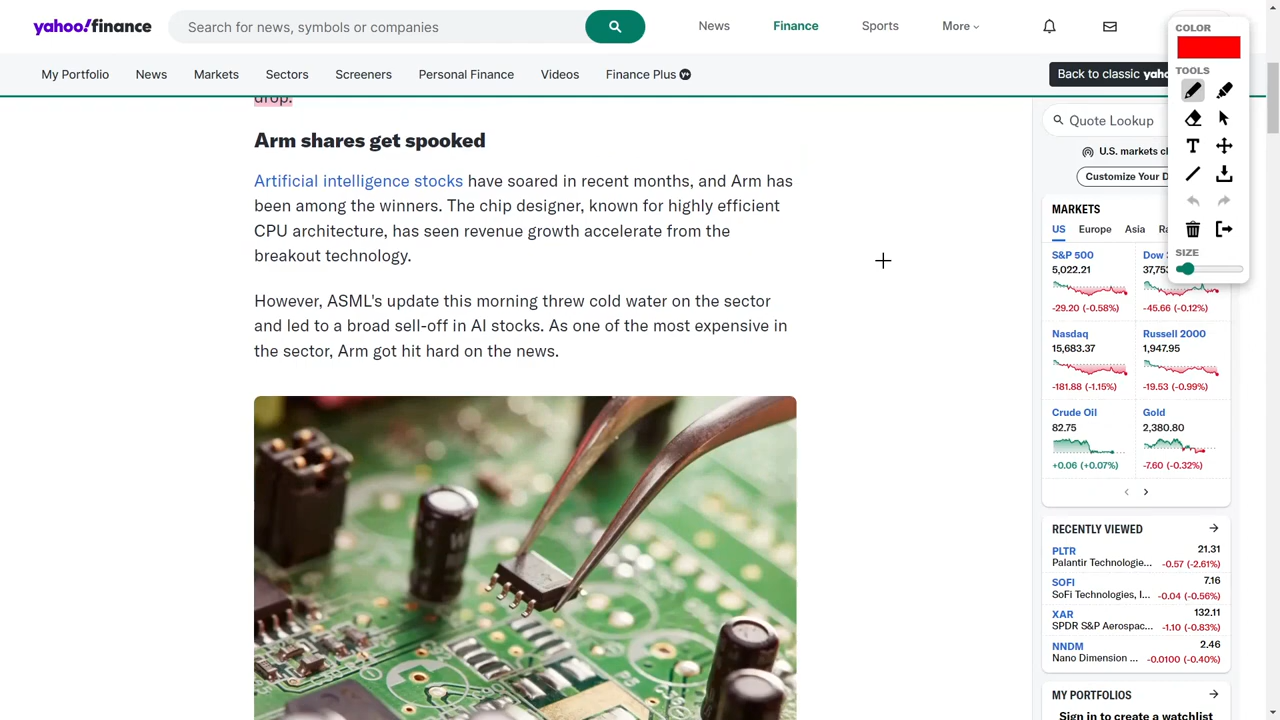 yahoo!finance
Search for news, symbols or companies
News
Finance
Sports
More
COLOR
My Portfolio
News
Markets
Sectors
Screeners
Personal Finance
Videos
Finance Plus
Back to classic yaho
TOOLS
drop.
Arm shares get spooked
Artificial intelligence stocks have soared in recent months, and Arm has
been among the winners. The chip designer, known for highly efficient
CPU architecture, has seen revenue growth accelerate from the
breakout technology.
However, ASML's update this morning threw cold water on the sector
and led to a broad sell-off in AI stocks. As one of the most expensive in
the sector, Arm got hit hard on the news.
Quote Lookup
U.S. markets cl
Customize Your D
MARKETS
US Europe Asia Ra
SIZE
S&P 500 Dow 
5,022.21 37,753
-29.20 (-0.58%) -45.66 (-0.12%)
Nasdaq Russell 2000
15,683.37 1,947.95
-181.88 (-1.15%) -19.53 (-0.99%)
Crude Oil Gold
82.75 2,380.80
+0.06 (+0.07%) -7.60 (-0.32%)
RECENTLY VIEWED
PLTR 21.31
Palantir Technologie... -0.57 (-2.61%)
SOFI 7.16
SoFi Technologies, I... -0.04 (-0.56%)
XAR 132.11
SPDR S&P Aerospac... -1.10 (-0.83%)
NNDM 2.46
Nano Dimension ... -0.0100 (-0.40%)
MY PORTFOLIOS
Sign in to create a watchlist